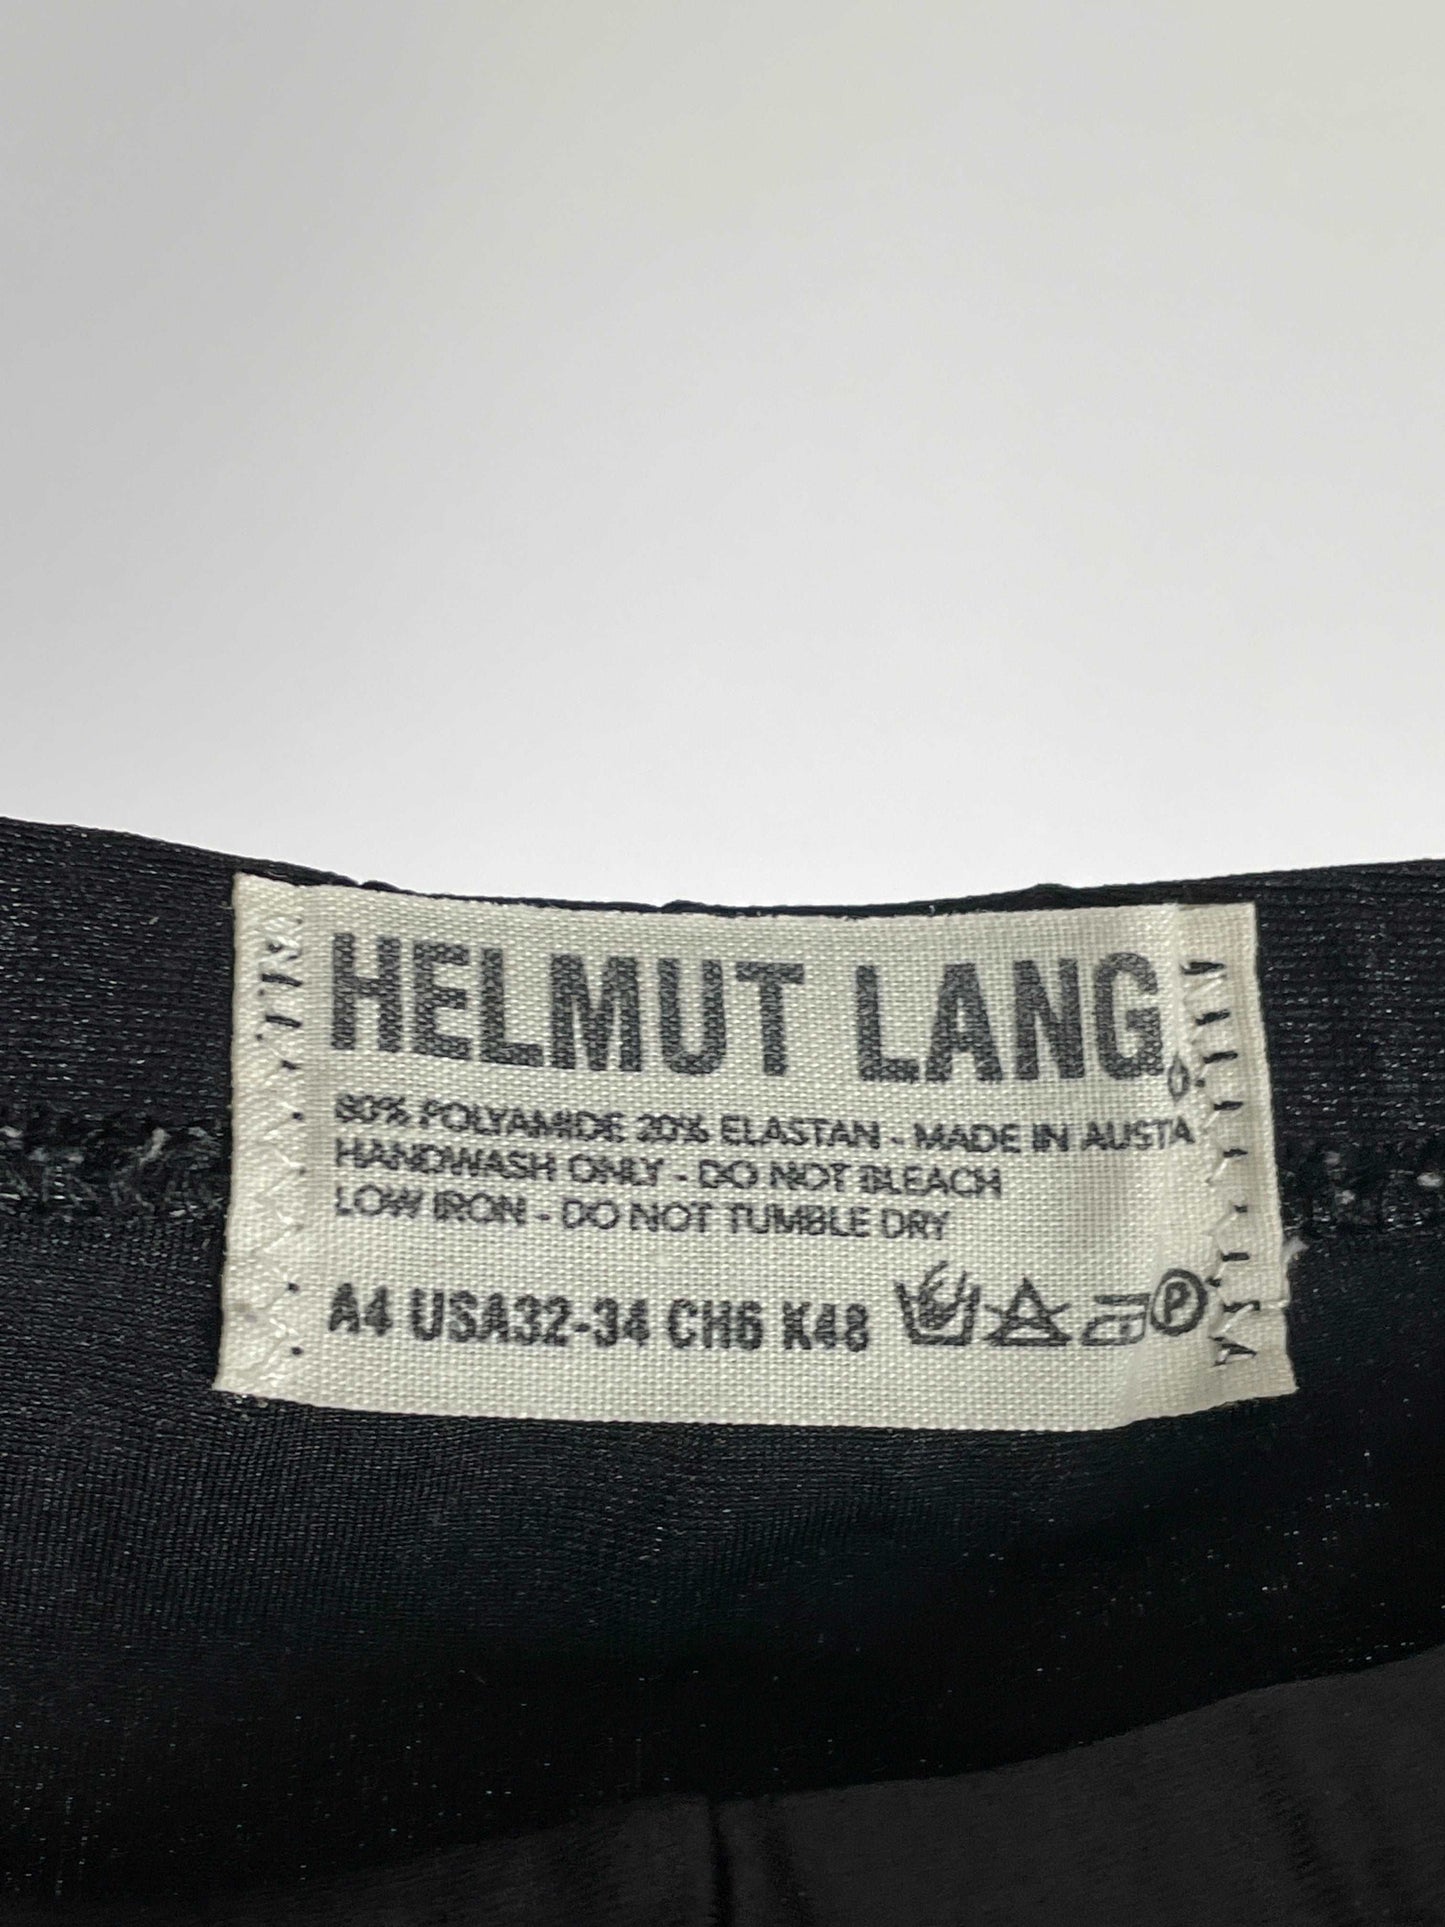 HELMUT LANG
80% POLYAMIDE 20% ELASTAN - MADE IN AUSTIA
HANDWASH ONLY - DO NOT BLEACH
LOW IRON - DO NOT TUMBLE DRY
A4 USA32-34 CH6 K48 P